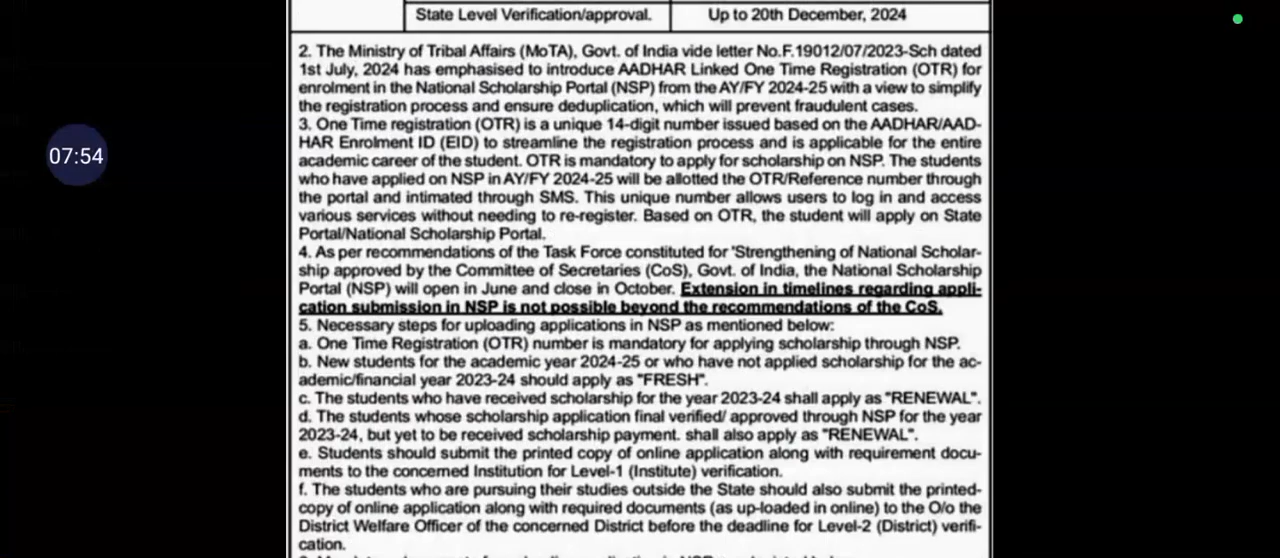 State Level Verification/approval. Up to 20th December, 2024
2. The Ministry of Tribal Affairs (MoTA), Govt. of India vide letter No.F.19012/07/2023-Sch dated
1st July, 2024 has emphasised to introduce AADHAR Linked One Time Registration (OTR) for
enrolment in the National Scholarship Portal (NSP) from the AY/FY 2024-25 with a view to simplify
the registration process and ensure deduplication, which will prevent fraudulent cases.
3. One Time registration (OTR) is a unique 14-digit number issued based on the AADHAR/AAD-
HAR Enrolment ID (EID) to streamline the registration process and is applicable for the entire
academic career of the student. OTR is mandatory to apply for scholarship on NSP. The students
who have applied on NSP in AY/FY 2024-25 will be allotted the OTR/Reference number through
the portal and intimated through SMS. This unique number allows users to log in and access
various services without needing to re-register. Based on OTR, the student will apply on State
Portal/National Scholarship Portal.
4. As per recommendations of the Task Force constituted for 'Strengthening of National Scholar-
ship approved by the Committee of Secretaries (CoS), Govt. of India, the National Scholarship
Portal (NSP) will open in June and close in October. Extension in timelines regarding appli-
cation submission in NSP is not possible beyond the recommendations of the CoS.
5. Necessary steps for uploading applications in NSP as mentioned below:
a. One Time Registration (OTR) number is mandatory for applying scholarship through NSP.
b. New students for the academic year 2024-25 or who have not applied scholarship for the ac-
ademic/financial year 2023-24 should apply as "FRESH".
c. The students who have received scholarship for the year 2023-24 shall apply as "RENEWAL".
d. The students whose scholarship application final verified/ approved through NSP for the year
2023-24, but yet to be received scholarship payment. shall also apply as "RENEWAL".
e. Students should submit the printed copy of online application along with requirement docu-
ments to the concerned Institution for Level-1 (Institute) verification.
f. The students who are pursuing their studies outside the State should also submit the printed-
copy of online application along with required documents (as up-loaded in online) to the O/o the
District Welfare Officer of the concerned District before the deadline for Level-2 (District) verifi-
cation.
07:54